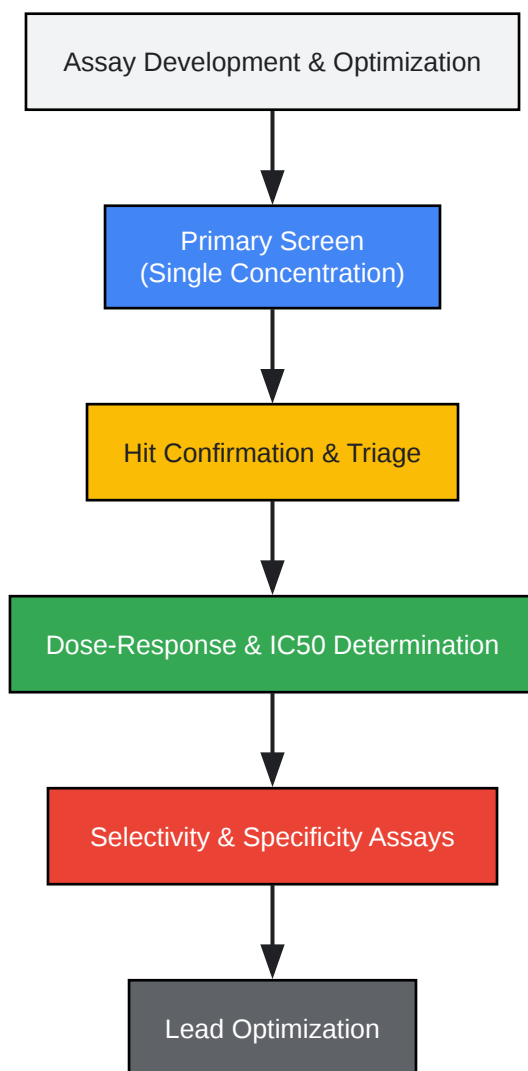 Assay Development & Optimization
Primary Screen
(Single Concentration)
Hit Confirmation & Triage
Dose-Response & IC50 Determination
Selectivity & Specificity Assays
Lead Optimization